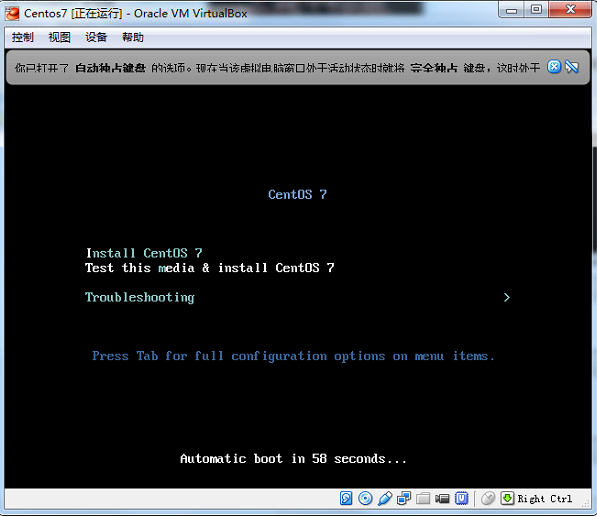 Centos7 [正在运行] - Oracle VM VirtualBox
控制 视图 设备 帮助
你已打开了 自动独占键盘 的选项。现在当该虚拟电脑窗口处于活动状态时就将 完全独占 键盘，这时处于
CentOS 7
Install CentOS 7
Test this media & install CentOS 7
Troubleshooting >
Press Tab for full configuration options on menu items.
Automatic boot in 58 seconds...
Right Ctrl